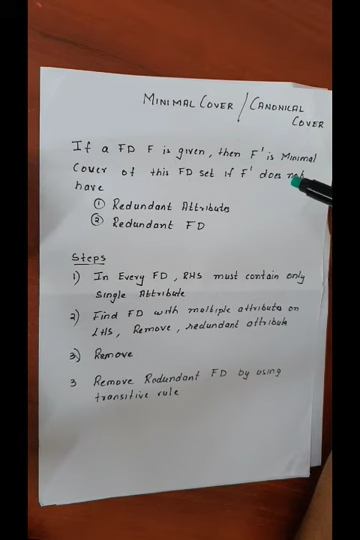 MINIMAL COVER / CANONICAL
COVER
If a FD F is given, then F' is Minimal
Cover of this FD set if F' does not
have
① Redundant Attributes
② Redundant FD
Steps
1) In Every FD, RHS must contain only
Single Attribute
2) Find FD with multiple attributes on
LHS, Remove, redundant attribute
3) Remove
3 Remove Redundant FD by using
transitive rule